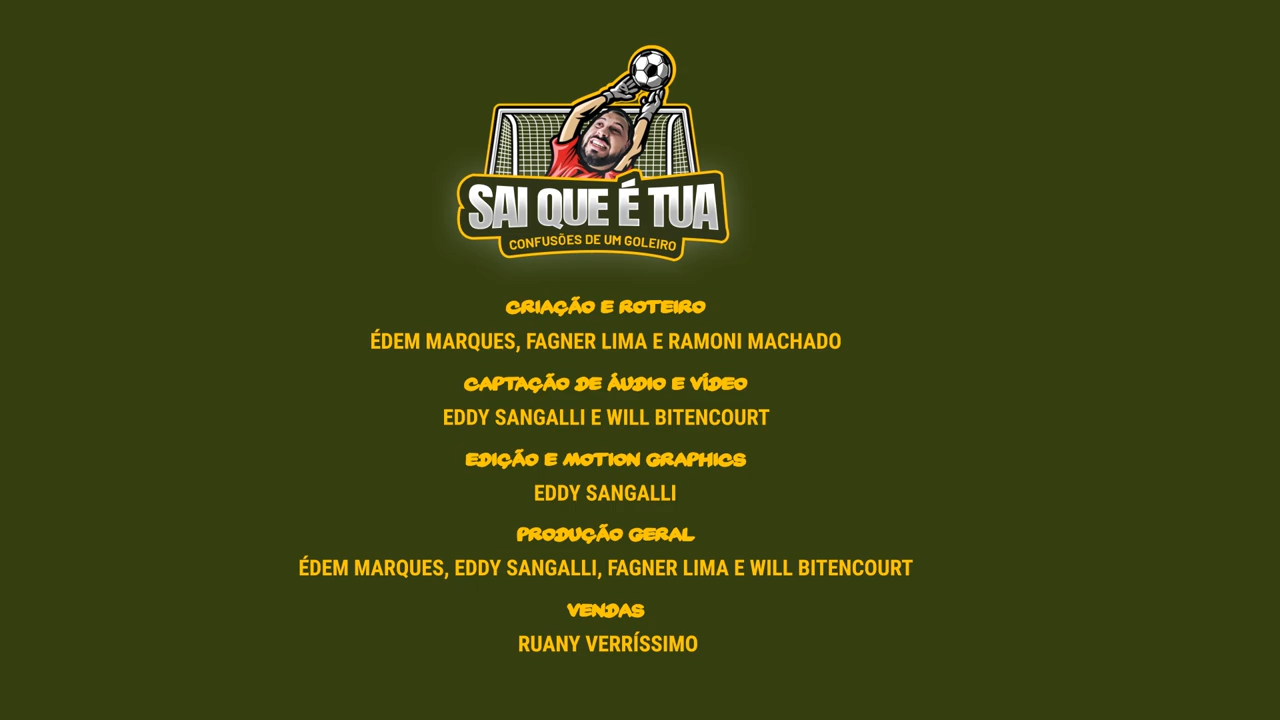 SAI QUE É TUA
CONFUSÕES DE UM GOLEIRO
CRIAÇÃO E ROTEIRO
ÉDEM MARQUES, FAGNER LIMA E RAMONI MACHADO
CAPTAÇÃO DE ÁUDIO E VÍDEO
EDDY SANGALLI E WILL BITENCOURT
EDIÇÃO E MOTION GRAPHICS
EDDY SANGALLI
PRODUÇÃO GERAL
ÉDEM MARQUES, EDDY SANGALLI, FAGNER LIMA E WILL BITENCOURT
VENDAS
RUANY VERRÍSSIMO